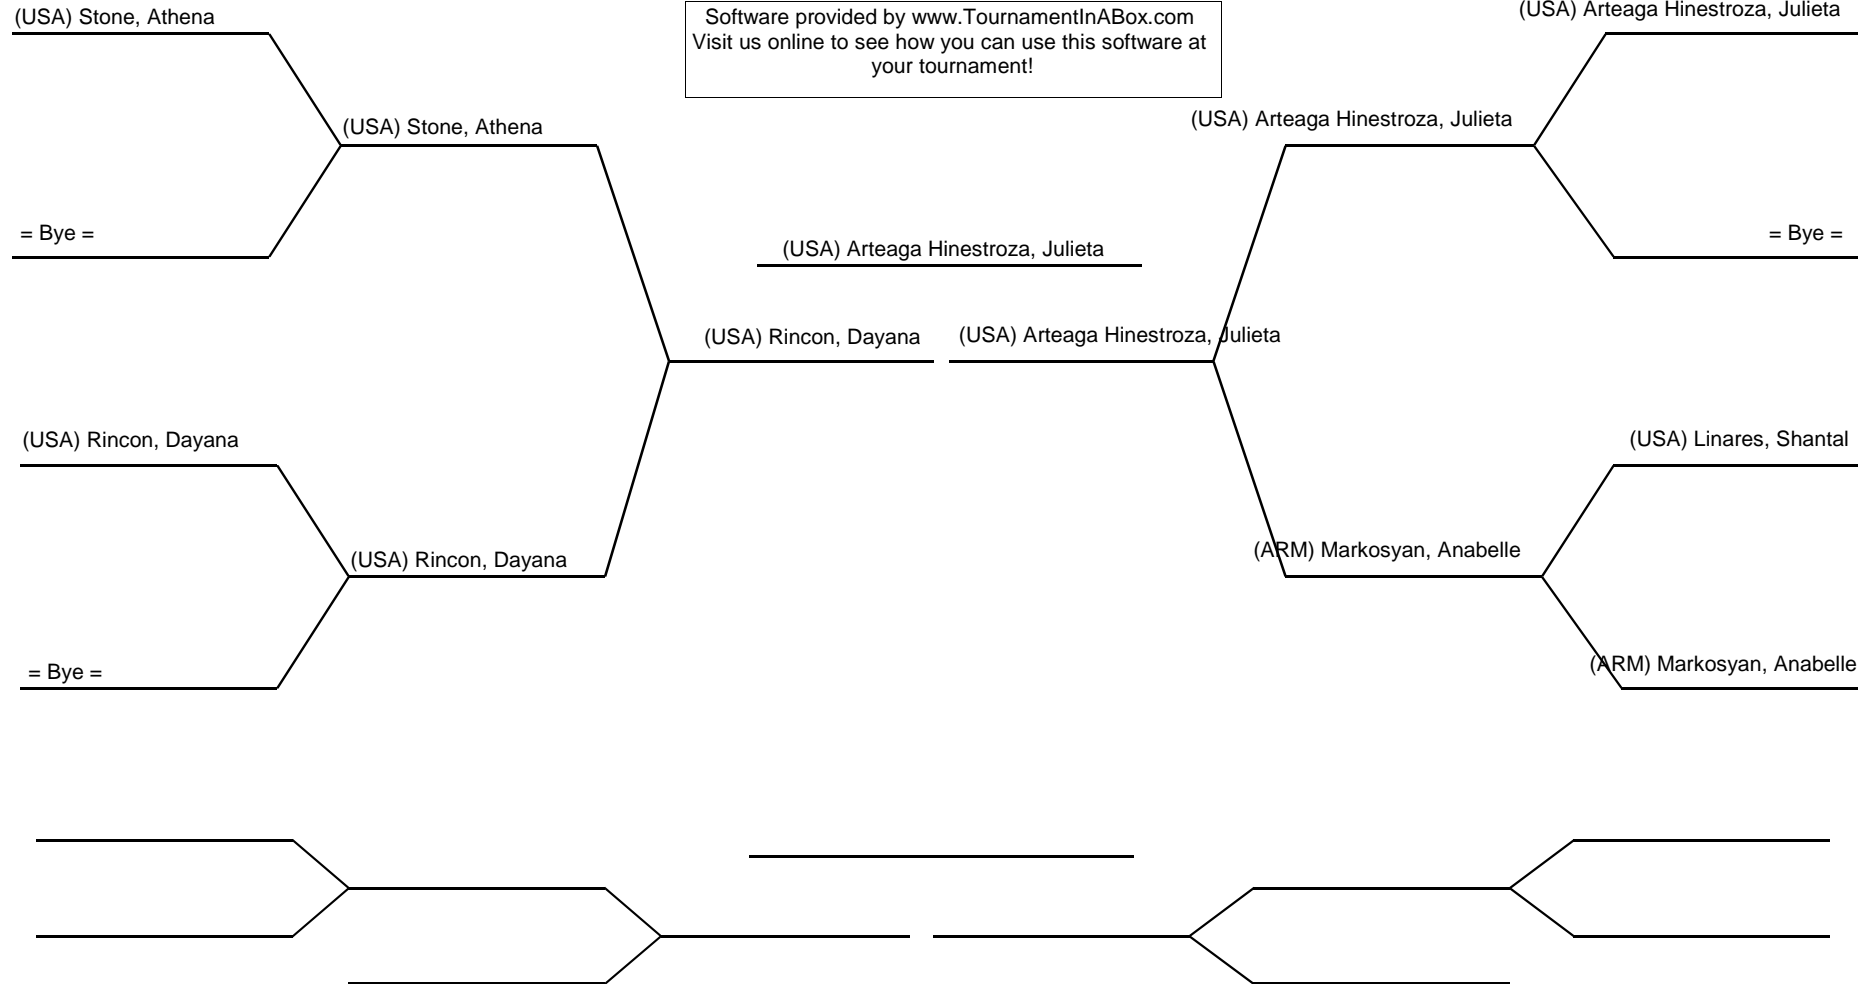 (USA) Stone, Athena
Software provided by www.TournamentInABox.com
Visit us online to see how you can use this software at
your tournament!
(USA) Arteaga Hinestroza, Julieta
(USA) Stone, Athena
(USA) Arteaga Hinestroza, Julieta
= Bye =
(USA) Arteaga Hinestroza, Julieta
= Bye =
(USA) Rincon, Dayana
(USA) Arteaga Hinestroza, Julieta
(USA) Rincon, Dayana
(USA) Linares, Shantal
(USA) Rincon, Dayana
(ARM) Markosyan, Anabelle
= Bye =
(ARM) Markosyan, Anabelle